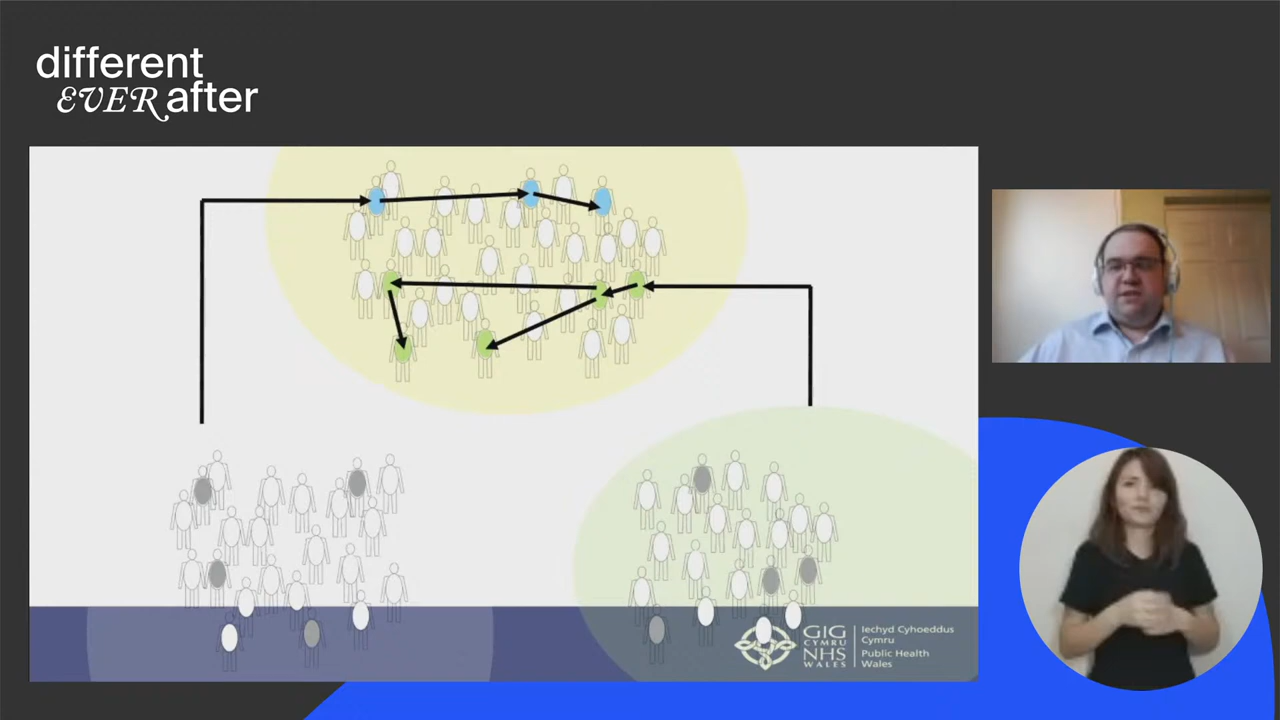 different
EVER after
GIG
CYMRU
NHS
WALES
Iechyd Cyhoeddus
Cymru
Public Health
Wales